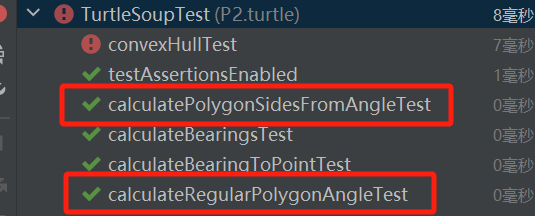 TurtleSoupTest (P2.turtle) 8毫秒
convexHullTest 7毫秒
testAssertionsEnabled 1毫秒
calculatePolygonSidesFromAngleTest 0毫秒
calculateBearingsTest 0毫秒
calculateBearingToPointTest 0毫秒
calculateRegularPolygonAngleTest 0毫秒